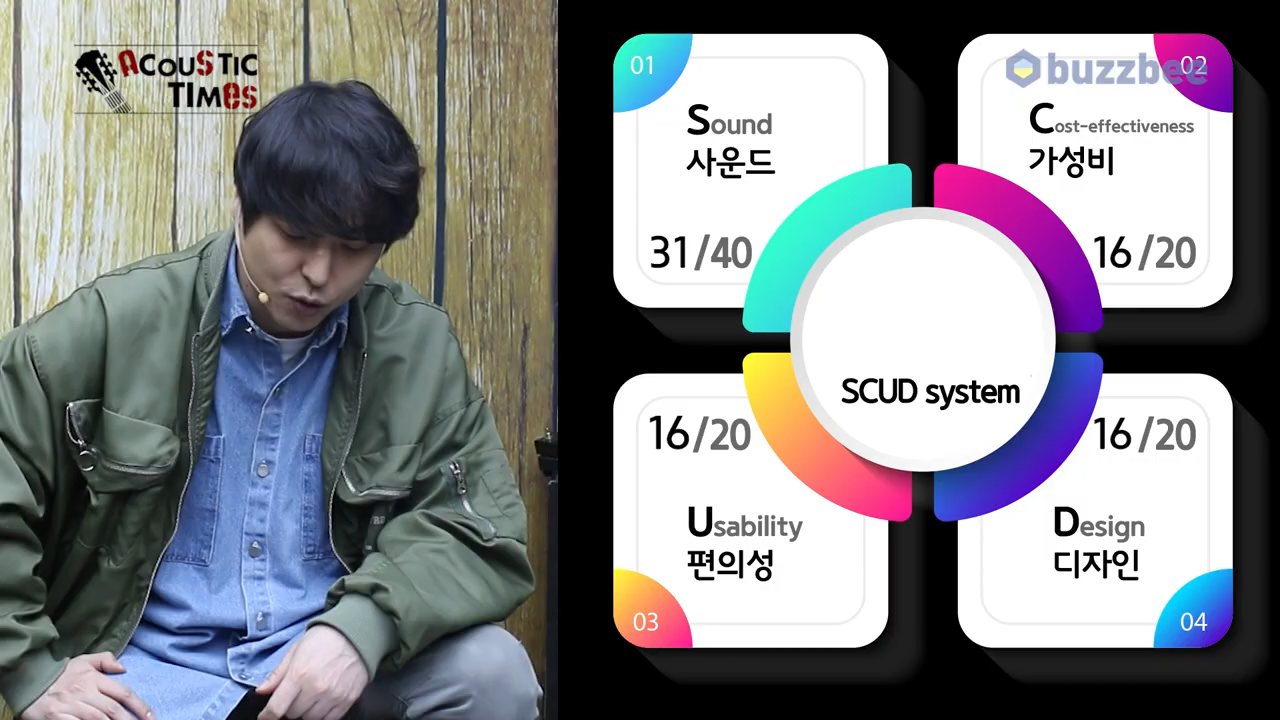 AcouStic
TIMes
01
Sound
사운드
31/40
buzzbee
02
Cost-effectiveness
가성비
16/20
SCUD system
16/20
Usability
편의성
03
16/20
Design
디자인
04